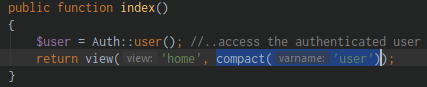 public function index()
{
$user = Auth::user(); //..access the authenticated user
return view( view: 'home', compact( varname: 'user'));
}